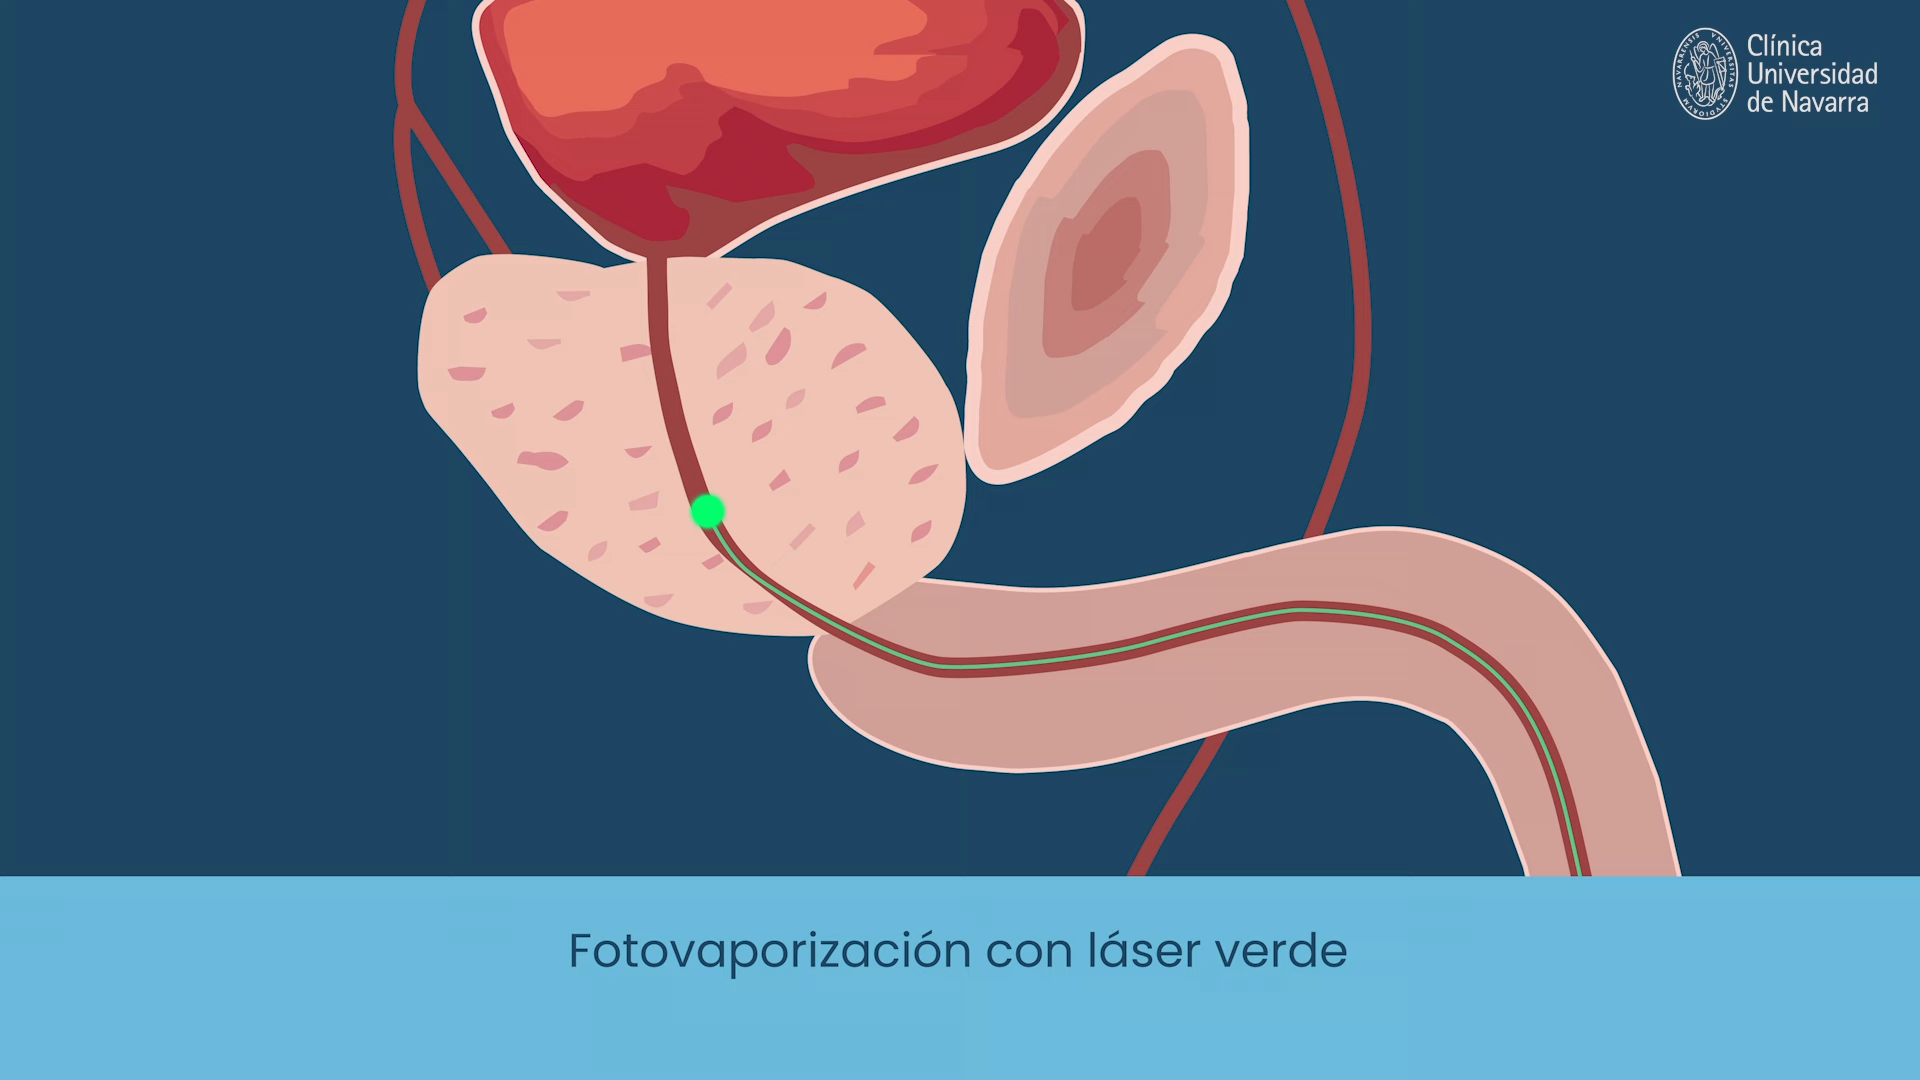 Clínica
Universidad
de Navarra
Fotovaporización con láser verde